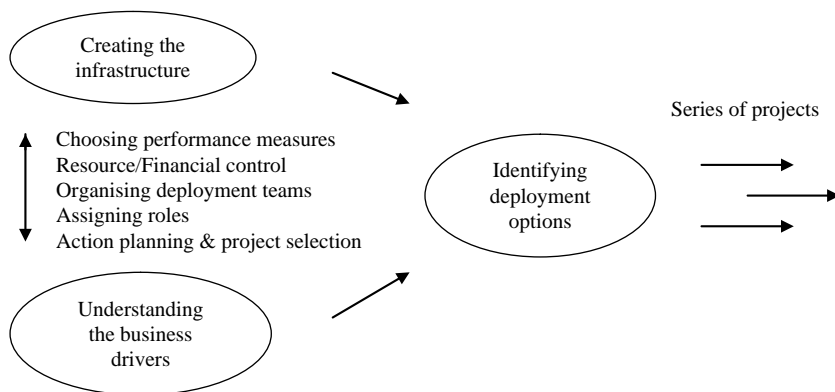 Creating the
infrastructure
Choosing performance measures
Resource/Financial control
Organising deployment teams
Assigning roles
Action planning & project selection
Understanding
the business
drivers
Identifying
deployment
options
Series of projects